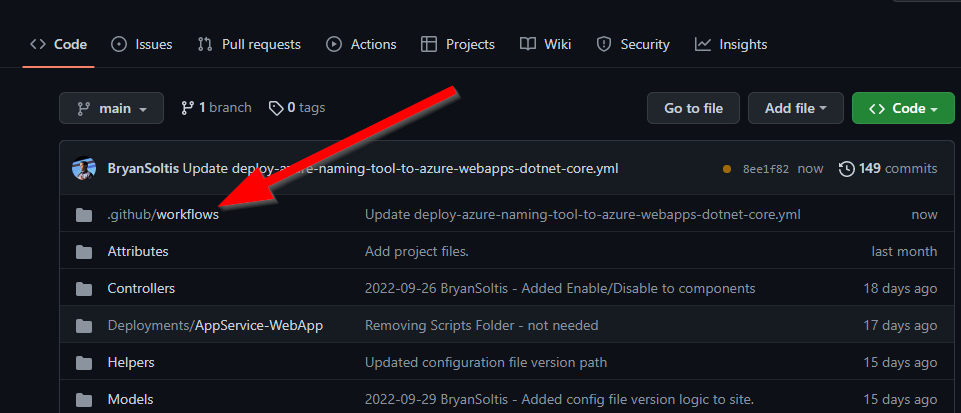 Code Issues Pull requests Actions Projects Wiki Security Insights
main 1 branch 0 tags Go to file Add file Code
BryanSoltis Update deploy-azure-naming-tool-to-azure-webapps-dotnet-core.yml 8ee1f82 now 149 commits
.github/workflows Update deploy-azure-naming-tool-to-azure-webapps-dotnet-core.yml now
Attributes Add project files. last month
Controllers 2022-09-26 BryanSoltis - Added Enable/Disable to components 18 days ago
Deployments/AppService-WebApp Removing Scripts Folder - not needed 17 days ago
Helpers Updated configuration file version path 15 days ago
Models 2022-09-29 BryanSoltis - Added config file version logic to site. 15 days ago